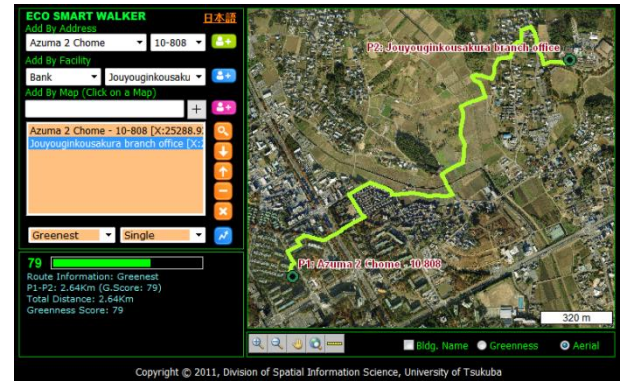 ECO SMART WALKER 日本語
Add By Address
Azuma 2 Chome 10-808
Add By Facility
Bank Jouyouginkousaku
Add By Map (Click on a Map)
Azuma 2 Chome - 10-808 [X:25288.92
Jouyouginkousakura branch office [X:2
Greenest Single
79
Route Information: Greenest
P1-P2: 2.64Km (G.Score: 79)
Total Distance: 2.64Km
Greenness Score: 79
P2: Jouyouginkousakura branch office
P1: Azuma 2 Chome - 10-808
320 m
Bldg. Name Greenness Aerial
Copyright © 2011, Division of Spatial Information Science, University of Tsukuba